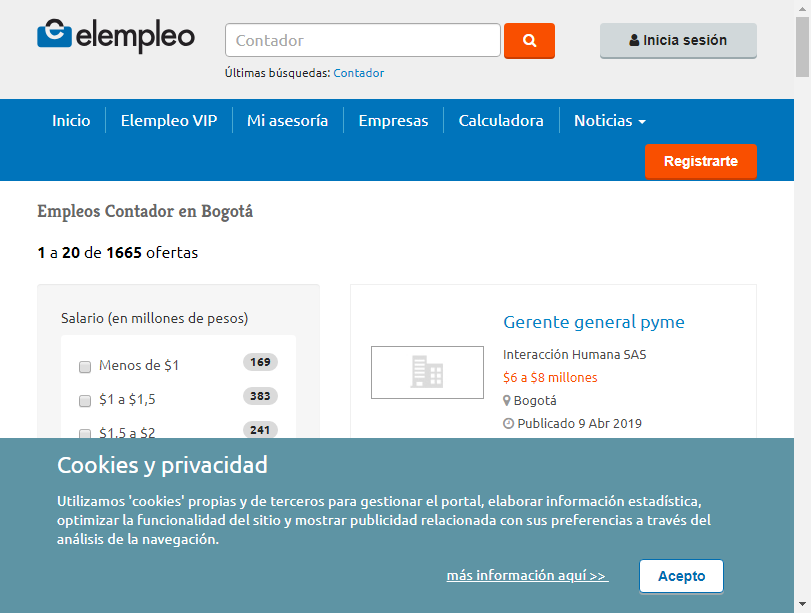 elempleo
Contador
Inicia sesión
Últimas búsquedas: Contador
Inicio
Elempleo VIP
Mi asesoría
Empresas
Calculadora
Noticias
Registrarte
Empleos Contador en Bogotá
1 a 20 de 1665 ofertas
Salario (en millones de pesos)
Menos de $1 169
$1 a $1,5 383
$1,5 a $2 241
Gerente general pyme
Interacción Humana SAS
$6 a $8 millones
Bogotá
Publicado 9 Abr 2019
Cookies y privacidad
Utilizamos 'cookies' propias y de terceros para gestionar el portal, elaborar información estadística,
optimizar la funcionalidad del sitio y mostrar publicidad relacionada con sus preferencias a través del
análisis de la navegación.
más información aquí >>
Acepto